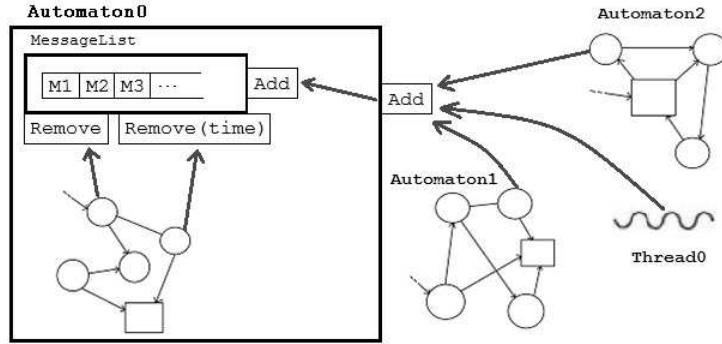 Automaton0
MessageList
M1 M2 M3 ...
Add
Remove
Remove(time)
Add
Automaton2
Automaton1
Thread0